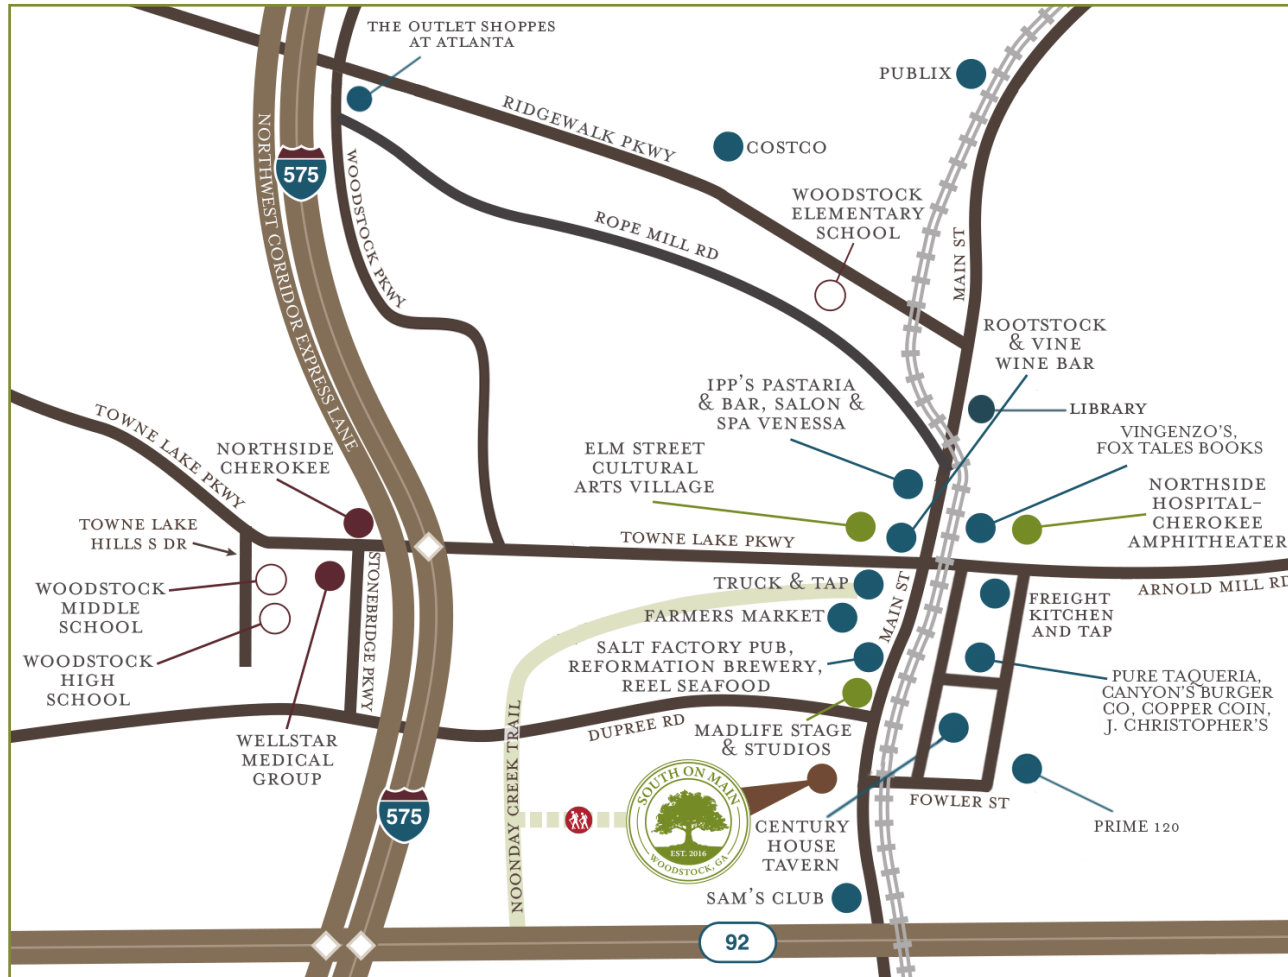 THE OUTLET SHOPPES
AT ATLANTA
PUBLIX
RIDGEWALK PKWY
COSTCO
NORTHWEST CORRIDOR EXPRESS LANE
575
WOODSTOCK PKWY
WOODSTOCK
ELEMENTARY
SCHOOL
ROPE MILL RD
MAIN ST
ROOTSTOCK
& VINE
WINE BAR
IPP'S PASTARIA
& BAR, SALON &
SPA VENESSA
LIBRARY
TOWNE LAKE PKWY
NORTHSIDE
CHEROKEE
ELM STREET
CULTURAL
ARTS VILLAGE
VINGENZO'S,
FOX TALES BOOKS
NORTHSIDE
HOSPITAL–
CHEROKEE
AMPHITHEATER
TOWNE LAKE
HILLS S DR
TOWNE LAKE PKWY
WOODSTOCK
MIDDLE
SCHOOL
STONEBRIDGE PKWY
TRUCK & TAP
MAIN ST
ARNOLD MILL RD
FARMERS MARKET
FREIGHT
KITCHEN
AND TAP
WOODSTOCK
HIGH
SCHOOL
SALT FACTORY PUB,
REFORMATION BREWERY,
REEL SEAFOOD
PURE TAQUERIA,
CANYON'S BURGER
CO, COPPER COIN,
J. CHRISTOPHER'S
WELLSTAR
MEDICAL
GROUP
DUPREE RD
MADLIFE STAGE
& STUDIOS
NOONDAY CREEK TRAIL
575
SOUTH ON MAIN
EST. 2016
WOODSTOCK, GA
FOWLER ST
CENTURY
HOUSE
TAVERN
PRIME 120
SAM'S CLUB
92